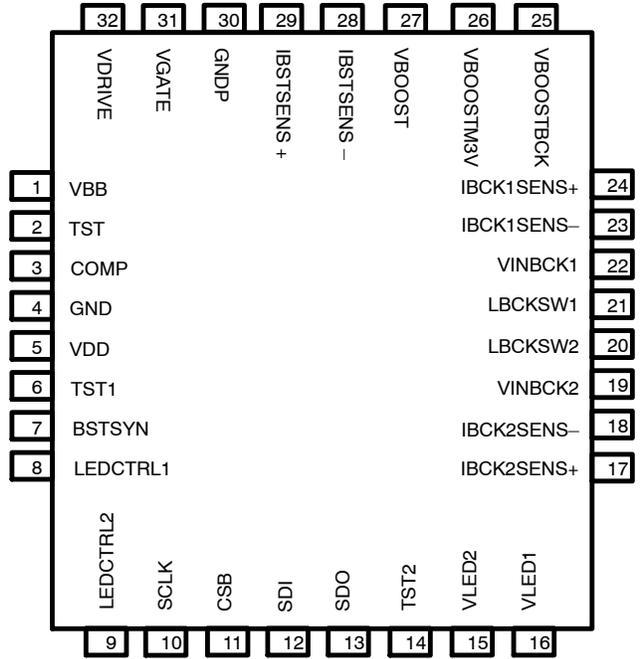 32 31 30 29 28 27 26 25
VDRIVE
VGATE
GNDP
IBSTSENS +
IBSTSENS –
VBOOST
VBOOSTM3V
VBOOSTBCK
1 VBB IBCK1SENS+ 24
2 TST IBCK1SENS– 23
3 COMP VINBCK1 22
4 GND LBCKSW1 21
5 VDD LBCKSW2 20
6 TST1 VINBCK2 19
7 BSTSYN IBCK2SENS– 18
8 LEDCTRL1 IBCK2SENS+ 17
LEDCTRL2
SCLK
CSB
SDI
SDO
TST2
VLED2
VLED1
9 10 11 12 13 14 15 16